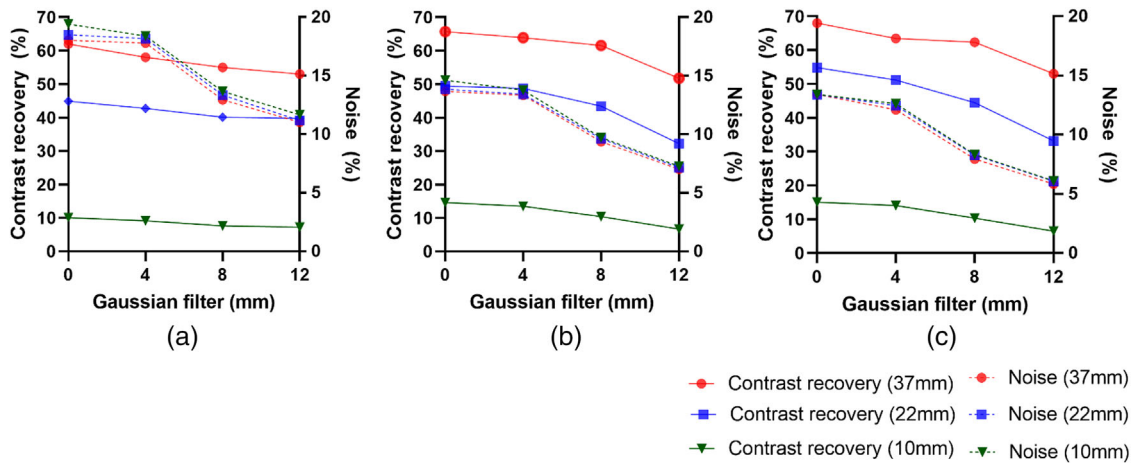 70
60
50
40
30
20
10
0
Contrast recovery (%)
20
15
10
5
0
Noise (%)
0 4 8 12
Gaussian filter (mm)
(a)
70
60
50
40
30
20
10
0
Contrast recovery (%)
20
15
10
5
0
Noise (%)
0 4 8 12
Gaussian filter (mm)
(b)
70
60
50
40
30
20
10
0
Contrast recovery (%)
20
15
10
5
0
Noise (%)
0 4 8 12
Gaussian filter (mm)
(c)
Contrast recovery (37mm) Noise (37mm)
Contrast recovery (22mm) Noise (22mm)
Contrast recovery (10mm) Noise (10mm)